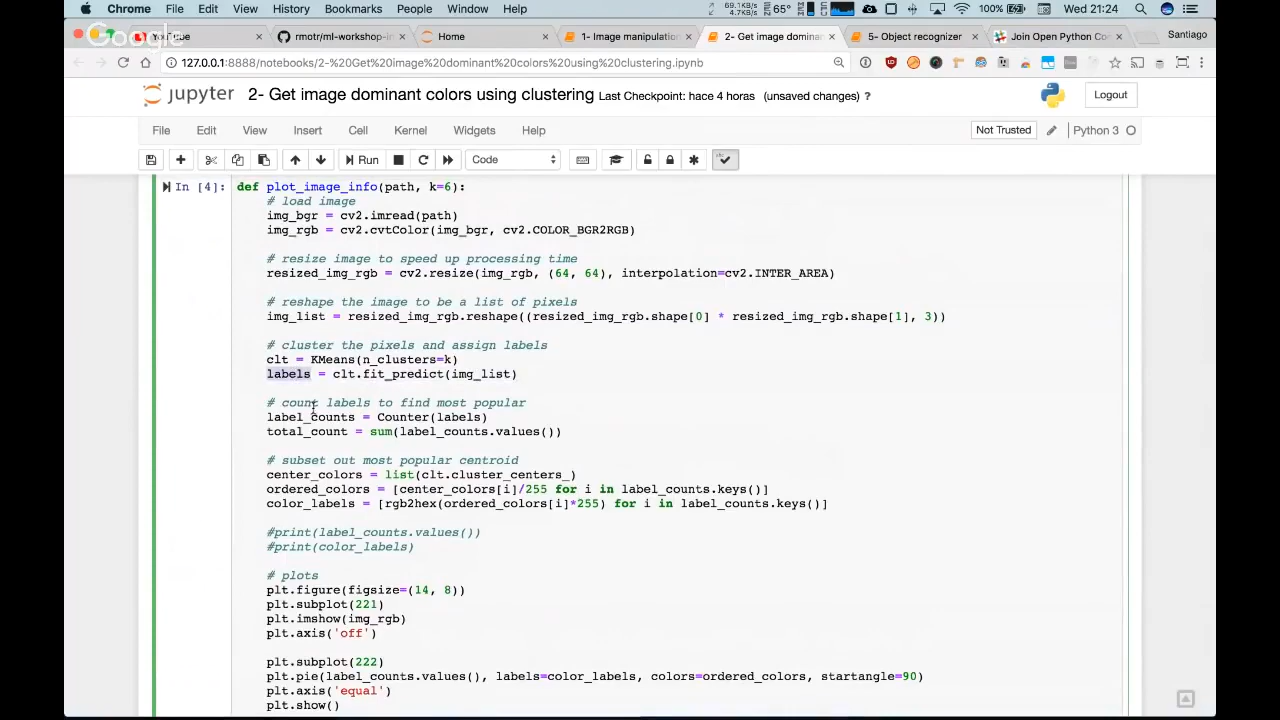 Chrome File Edit View History Bookmarks People Window Help 69.1KB/s 4.7KB/s 65° 100% Wed 21:24
Google
YouTube rmotr/ml-workshop-in Home 1- Image manipulation 2- Get image dominan 5- Object recognizer Join Open Python Co Santiago
127.0.0.1:8888/notebooks/2-%20Get%20image%20dominant%20colors%20using%20clustering.ipynb
jupyter 2- Get image dominant colors using clustering Last Checkpoint: hace 4 horas (unsaved changes) ? Logout
File Edit View Insert Cell Kernel Widgets Help Not Trusted Python 3
Run Code
In [4]: def plot_image_info(path, k=6):
# load image
img_bgr = cv2.imread(path)
img_rgb = cv2.cvtColor(img_bgr, cv2.COLOR_BGR2RGB)
# resize image to speed up processing time
resized_img_rgb = cv2.resize(img_rgb, (64, 64), interpolation=cv2.INTER_AREA)
# reshape the image to be a list of pixels
img_list = resized_img_rgb.reshape((resized_img_rgb.shape[0] * resized_img_rgb.shape[1], 3))
# cluster the pixels and assign labels
clt = KMeans(n_clusters=k)
labels = clt.fit_predict(img_list)
# count labels to find most popular
label_counts = Counter(labels)
total_count = sum(label_counts.values())
# subset out most popular centroid
center_colors = list(clt.cluster_centers_)
ordered_colors = [center_colors[i]/255 for i in label_counts.keys()]
color_labels = [rgb2hex(ordered_colors[i]*255) for i in label_counts.keys()]
#print(label_counts.values())
#print(color_labels)
# plots
plt.figure(figsize=(14, 8))
plt.subplot(221)
plt.imshow(img_rgb)
plt.axis('off')
plt.subplot(222)
plt.pie(label_counts.values(), labels=color_labels, colors=ordered_colors, startangle=90)
plt.axis('equal')
plt.show()